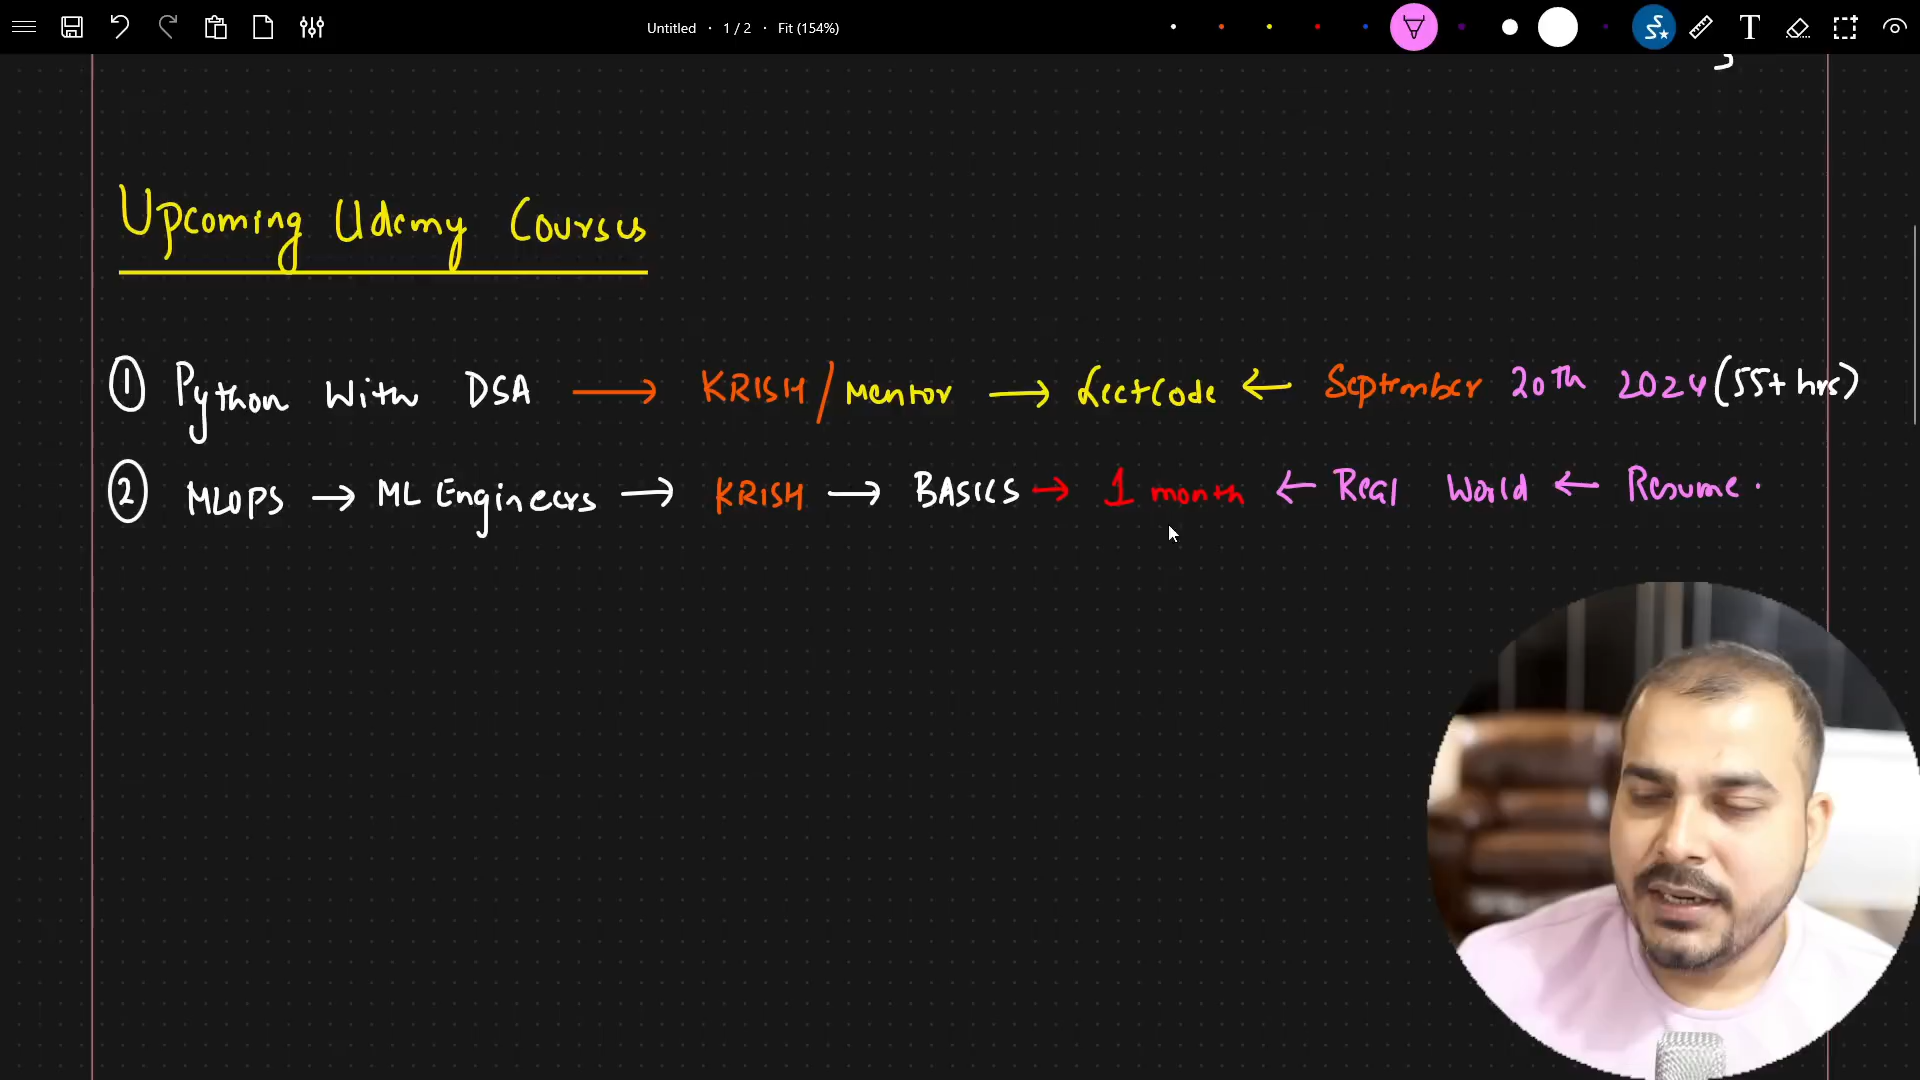 Untitled · 1 / 2 · Fit (154%)
Upcoming Udemy Courses
① Python With DSA → KRISH / Mentor → LeetCode ← September 20th 2024 (55+ hrs)
② MLOPS → ML Engineers → KRISH → BASICS → 1 month ← Real World ← Resume .